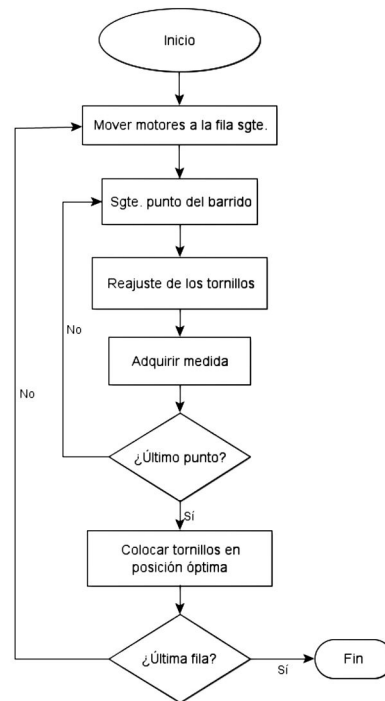 Inicio
Mover motores a la fila sgte.
Sgte. punto del barrido
Reajuste de los tornillos
No
Adquirir medida
No
¿Último punto?
Sí
Colocar tornillos en
posición óptima
¿Última fila?
Sí
Fin